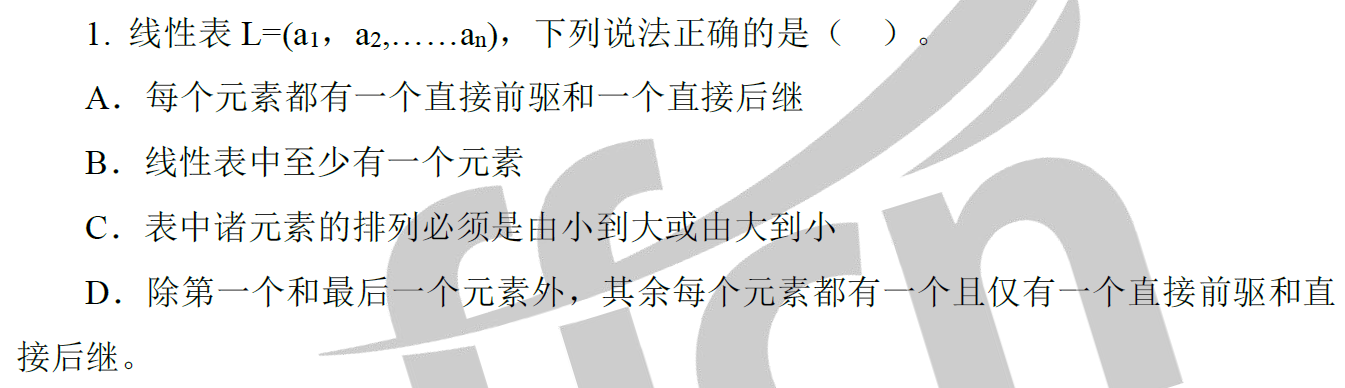 1. 线性表 L=(a1，a2,……an)，下列说法正确的是（　）。
A．每个元素都有一个直接前驱和一个直接后继
B．线性表中至少有一个元素
C．表中诸元素的排列必须是由小到大或由大到小
D．除第一个和最后一个元素外，其余每个元素都有一个且仅有一个直接前驱和直
接后继。